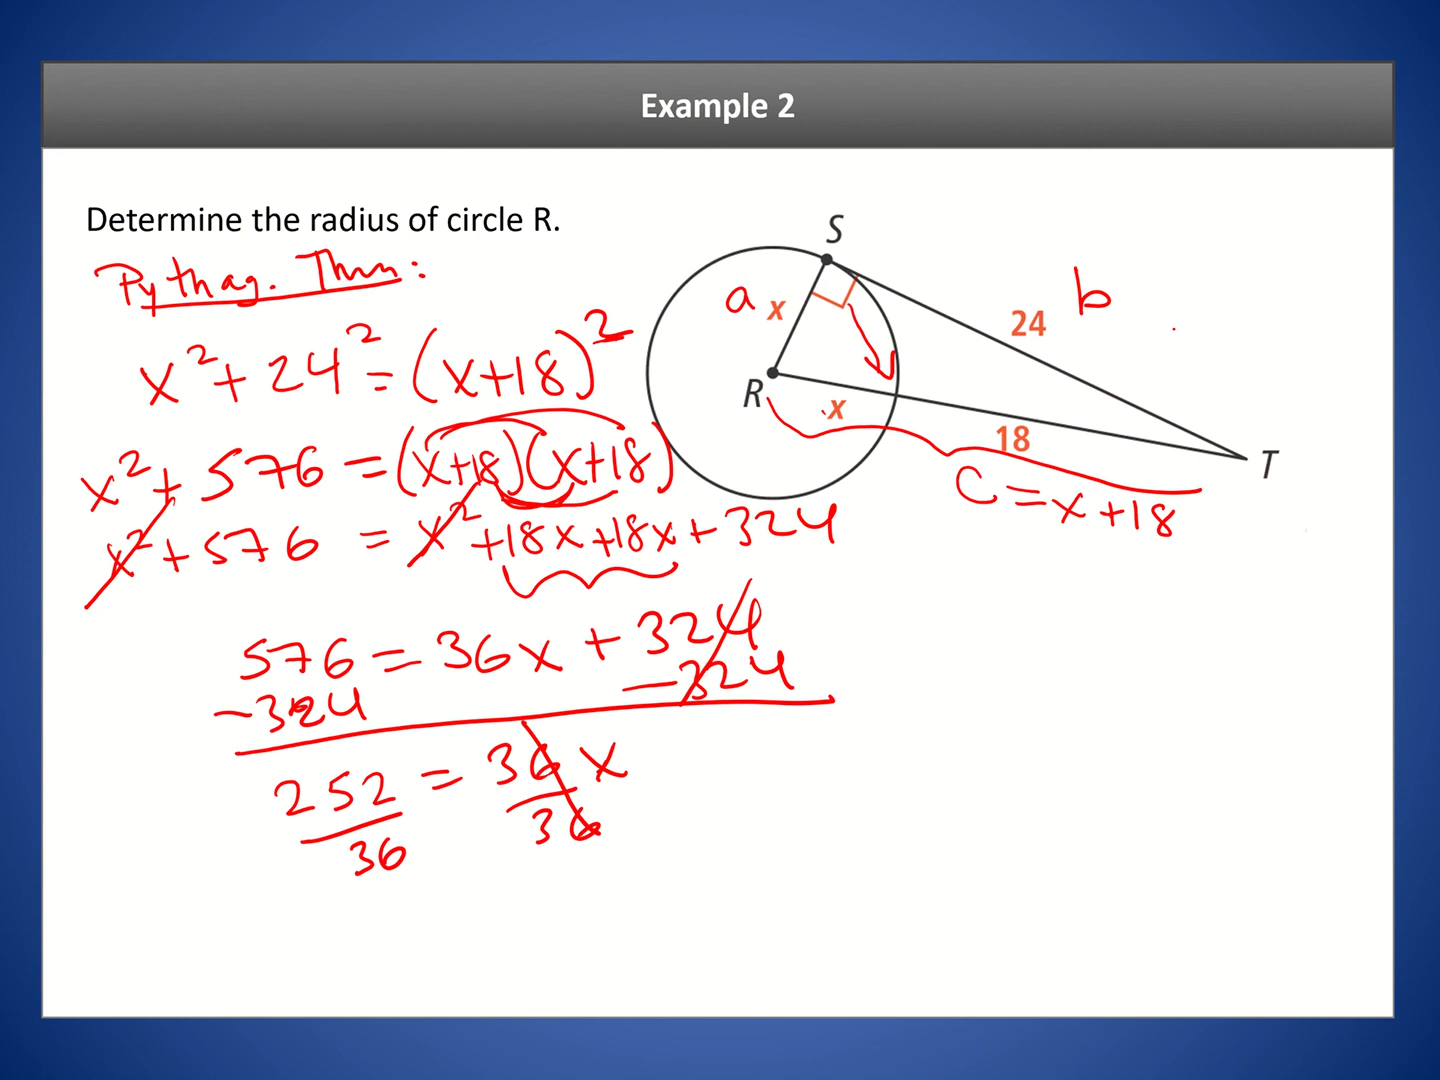 Example 2
Determine the radius of circle R.
Pythag. Thm:
x² + 24² = (x+18)²
x² + 576 = (x+18)(x+18)
x² + 576 = x² + 18x + 18x + 324
576 = 36x + 324
-324 -324
252 = 36x
36 36
S
a x
b
24
R
x
18
T
C = x + 18